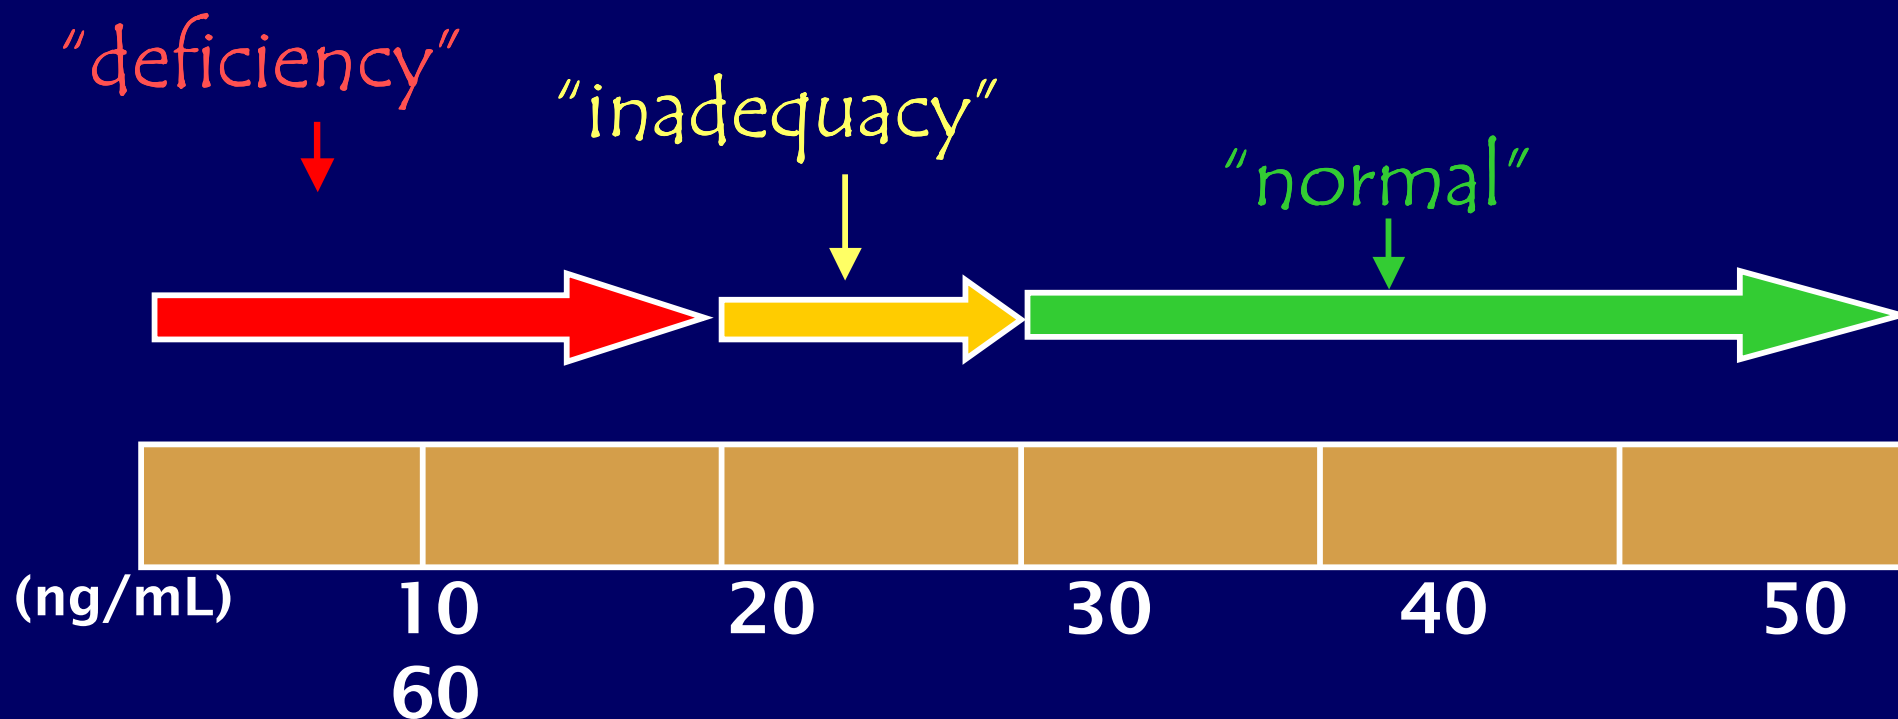 “deficiency”
“inadequacy”
“normal”
(ng/mL) 10 20 30 40 50
60